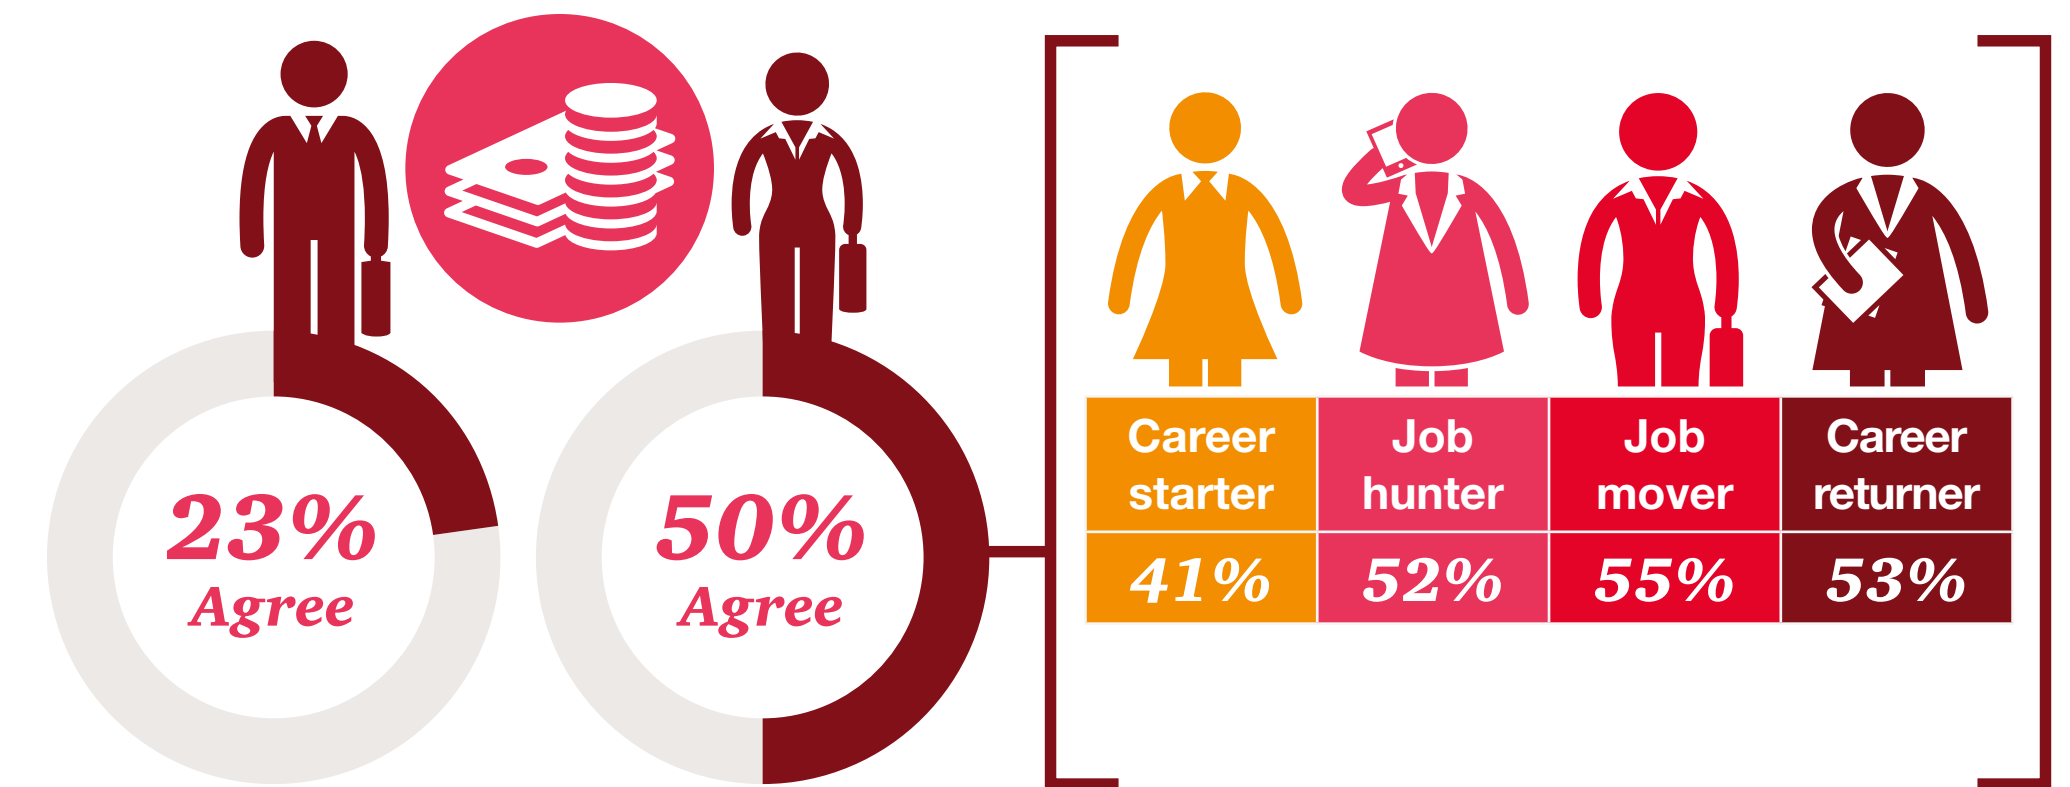 23%
Agree
50%
Agree
Career
starter
Job
hunter
Job
mover
Career
returner
41%
52%
55%
53%